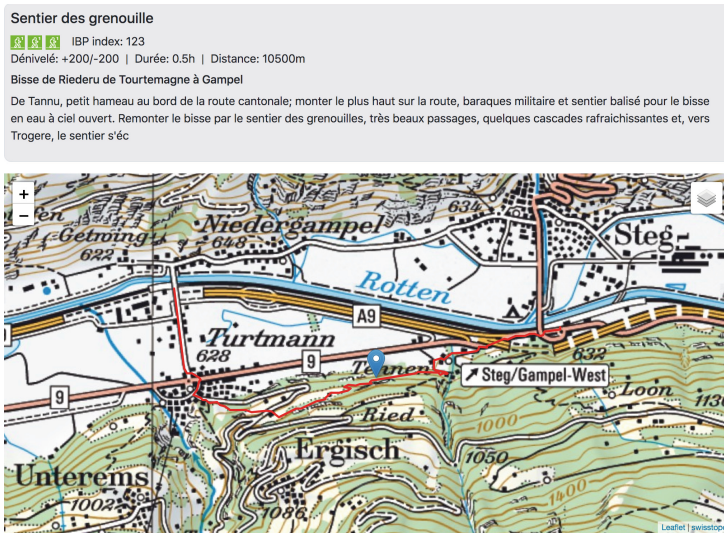 Sentier des grenouille
IBP index: 123
Dénivelé: +200/-200 | Durée: 0.5h | Distance: 10500m
Bisse de Riederu de Tourtemagne à Gampel
De Tannu, petit hameau au bord de la route cantonale; monter le plus haut sur la route, baraques militaire et sentier balisé pour le bisse
en eau à ciel ouvert. Remonter le bisse par le sentier des grenouilles, très beaux passages, quelques cascades rafraichissantes et, vers
Trogere, le sentier s'éc
+
−
634
Niedergampel
648
Getwing
622
Steg-
Rotten
A9
Turtmann
628
9
632
Tennen
Steg/Gampel-West
9
Loon
1130
Ried
1000
Ergisch
1050
Unterems
1002
1400
1086
Leaflet | swisstop